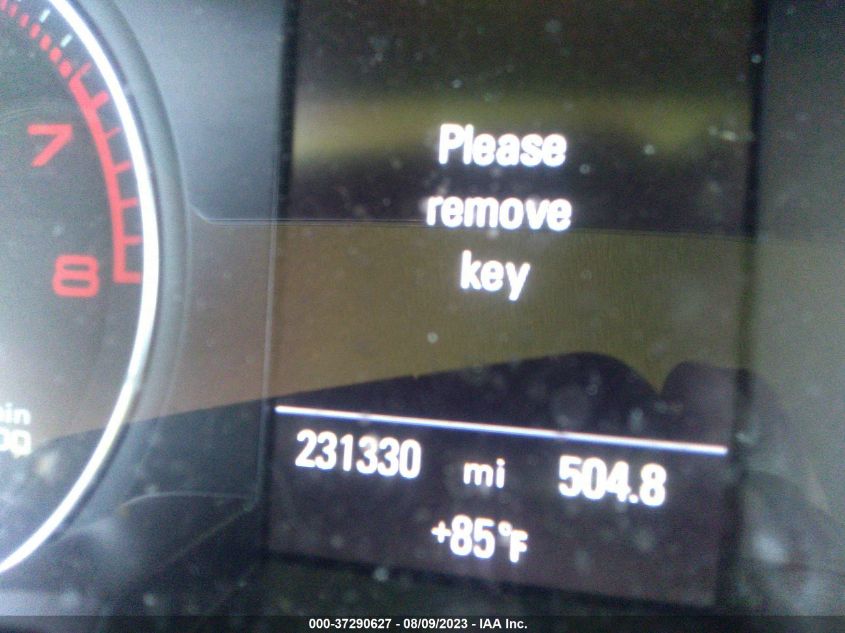 7
8
Please
remove
key
231330 mi 504.8
+85°F
000-37290627 - 08/09/2023 - IAA Inc.